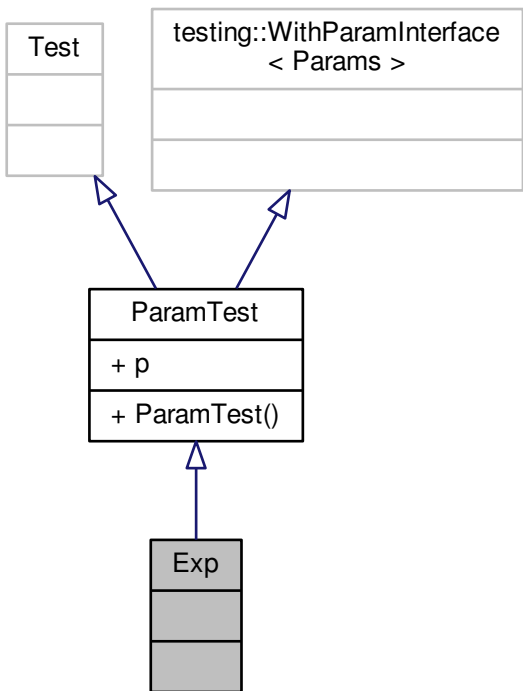 Test
testing::WithParamInterface
< Params >
ParamTest
+ p
+ ParamTest()
Exp